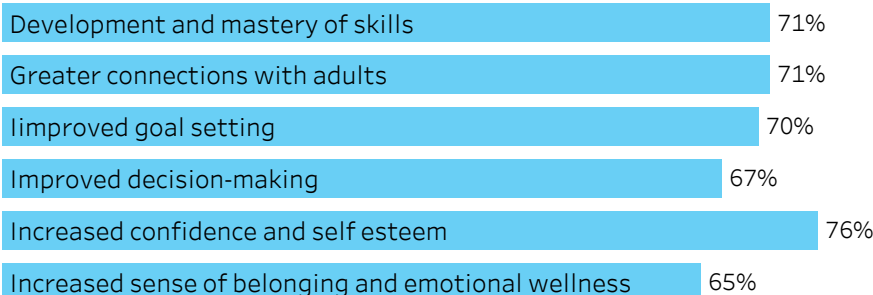 Development and mastery of skills 71%
Greater connections with adults 71%
Iimproved goal setting 70%
Improved decision-making 67%
Increased confidence and self esteem 76%
Increased sense of belonging and emotional wellness 65%